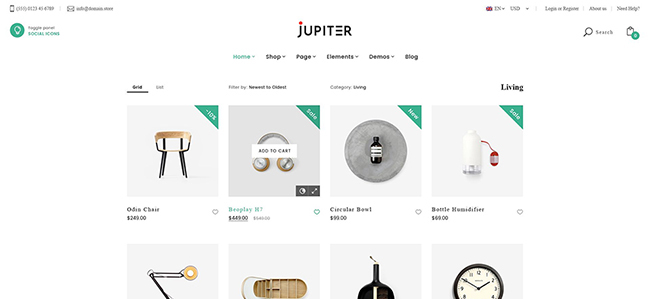 (555) 0123 45 6789 info@domain.store EN USD Login or Register About us Need Help?
toggle panel
SOCIAL ICONS
JUPITER
Search
0
Home Shop Page Elements Demos Blog
Grid List Filter by: Newest to Oldest Category: Living Living
-10% Sale New Sale
ADD TO CART
Odin Chair Beoplay H7 Circular Bowl Bottle Humidifier
$249.00 $449.00 $549.00 $99.00 $69.00